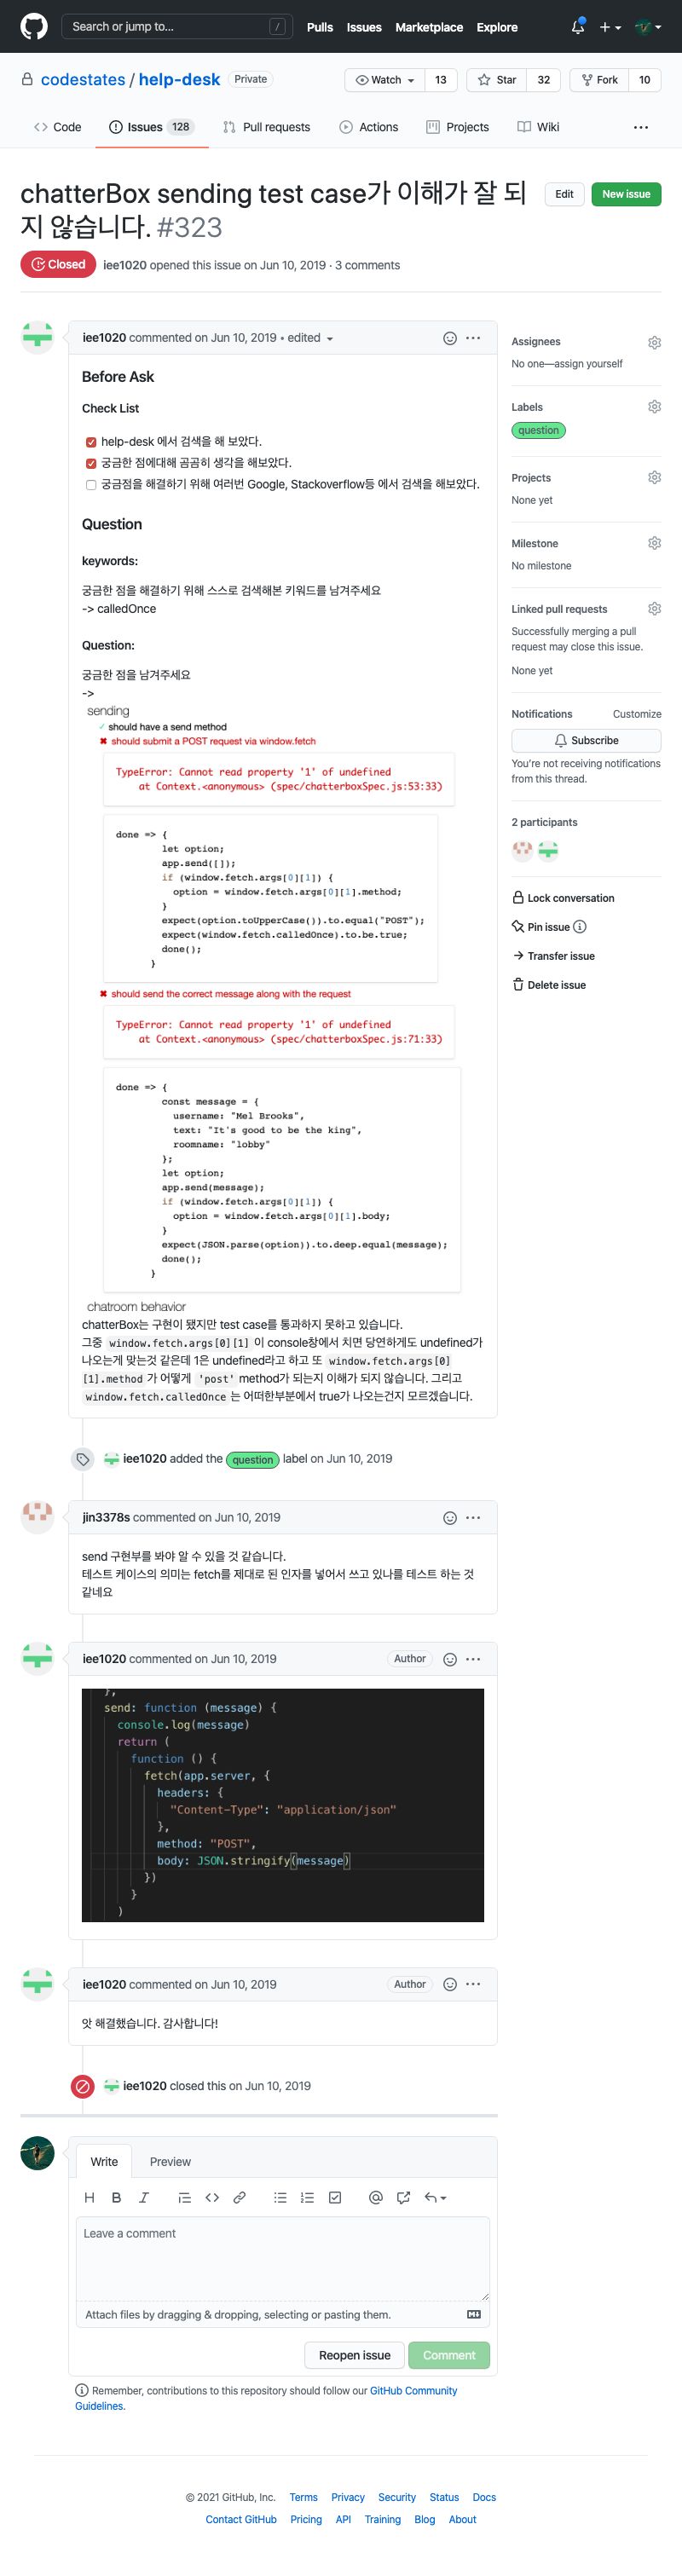 Search or jump to... /
Pulls Issues Marketplace Explore
codestates / help-desk Private
Watch 13 Star 32 Fork 10
Code Issues 128 Pull requests Actions Projects Wiki ...
chatterBox sending test case가 이해가 잘 되
지 않습니다. #323
Edit New issue
Closed iee1020 opened this issue on Jun 10, 2019 · 3 comments
iee1020 commented on Jun 10, 2019 • edited
Before Ask
Check List
help-desk 에서 검색을 해 보았다.
궁금한 점에대해 곰곰히 생각을 해보았다.
궁금점을 해결하기 위해 여러번 Google, Stackoverflow등 에서 검색을 해보았다.
Question
keywords:
궁금한 점을 해결하기 위해 스스로 검색해본 키워드를 남겨주세요
-> calledOnce
Question:
궁금한 점을 남겨주세요
->
sending
✓ should have a send method
✖ should submit a POST request via window.fetch
TypeError: Cannot read property '1' of undefined
at Context.<anonymous> (spec/chatterboxSpec.js:53:33)
done => {
let option;
app.send([]);
if (window.fetch.args[0][1]) {
option = window.fetch.args[0][1].method;
}
expect(option.toUpperCase()).to.equal("POST");
expect(window.fetch.calledOnce).to.be.true;
done();
}
✖ should send the correct message along with the request
TypeError: Cannot read property '1' of undefined
at Context.<anonymous> (spec/chatterboxSpec.js:71:33)
done => {
const message = {
username: "Mel Brooks",
text: "It's good to be the king",
roomname: "lobby"
};
let option;
app.send(message);
if (window.fetch.args[0][1]) {
option = window.fetch.args[0][1].body;
}
expect(JSON.parse(option)).to.deep.equal(message);
done();
}
chatroom behavior
chatterBox는 구현이 됐지만 test case를 통과하지 못하고 있습니다.
그중 window.fetch.args[0][1] 이 console창에서 치면 당연하게도 undefined가
나오는게 맞는것 같은데 1은 undefined라고 하고 또 window.fetch.args[0]
[1].method 가 어떻게 'post' method가 되는지 이해가 되지 않습니다. 그리고
window.fetch.calledOnce 는 어떠한부분에서 true가 나오는건지 모르겠습니다.
iee1020 added the question label on Jun 10, 2019
jin3378s commented on Jun 10, 2019
send 구현부를 봐야 알 수 있을 것 같습니다.
테스트 케이스의 의미는 fetch를 제대로 된 인자를 넣어서 쓰고 있나를 테스트 하는 것
같네요
iee1020 commented on Jun 10, 2019 Author
},
send: function (message) {
console.log(message)
return (
function () {
fetch(app.server, {
headers: {
"Content-Type": "application/json"
},
method: "POST",
body: JSON.stringify(message)
})
}
)
iee1020 commented on Jun 10, 2019 Author
앗 해결했습니다. 감사합니다!
iee1020 closed this on Jun 10, 2019
Write Preview
Leave a comment
Attach files by dragging & dropping, selecting or pasting them.
Reopen issue Comment
Remember, contributions to this repository should follow our GitHub Community
Guidelines.
Assignees
No one—assign yourself
Labels
question
Projects
None yet
Milestone
No milestone
Linked pull requests
Successfully merging a pull
request may close this issue.
None yet
Notifications Customize
Subscribe
You're not receiving notifications
from this thread.
2 participants
Lock conversation
Pin issue
Transfer issue
Delete issue
© 2021 GitHub, Inc. Terms Privacy Security Status Docs
Contact GitHub Pricing API Training Blog About